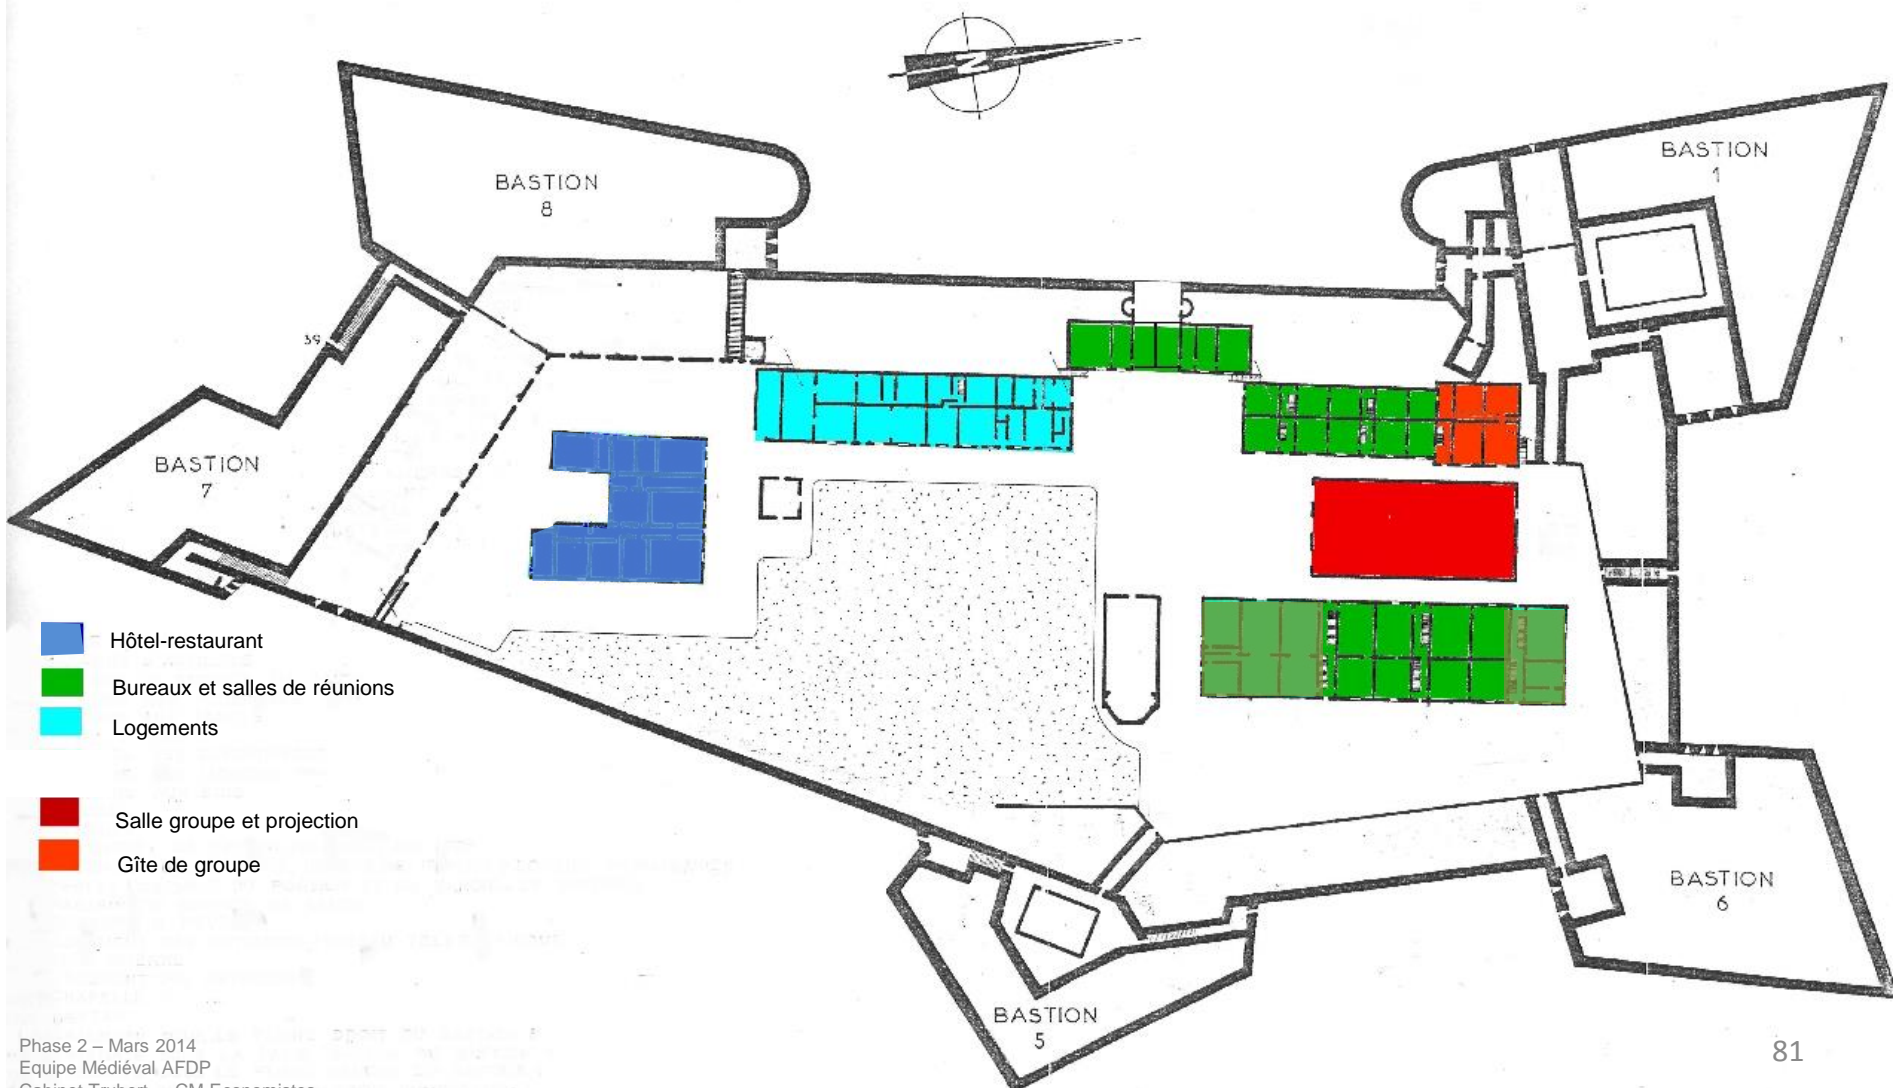 N
BASTION
8
BASTION
1
39
BASTION
7
Hôtel-restaurant
Bureaux et salles de réunions
Logements
Salle groupe et projection
Gîte de groupe
BASTION
6
BASTION
5
Phase 2 – Mars 2014
Equipe Médiéval AFDP
81